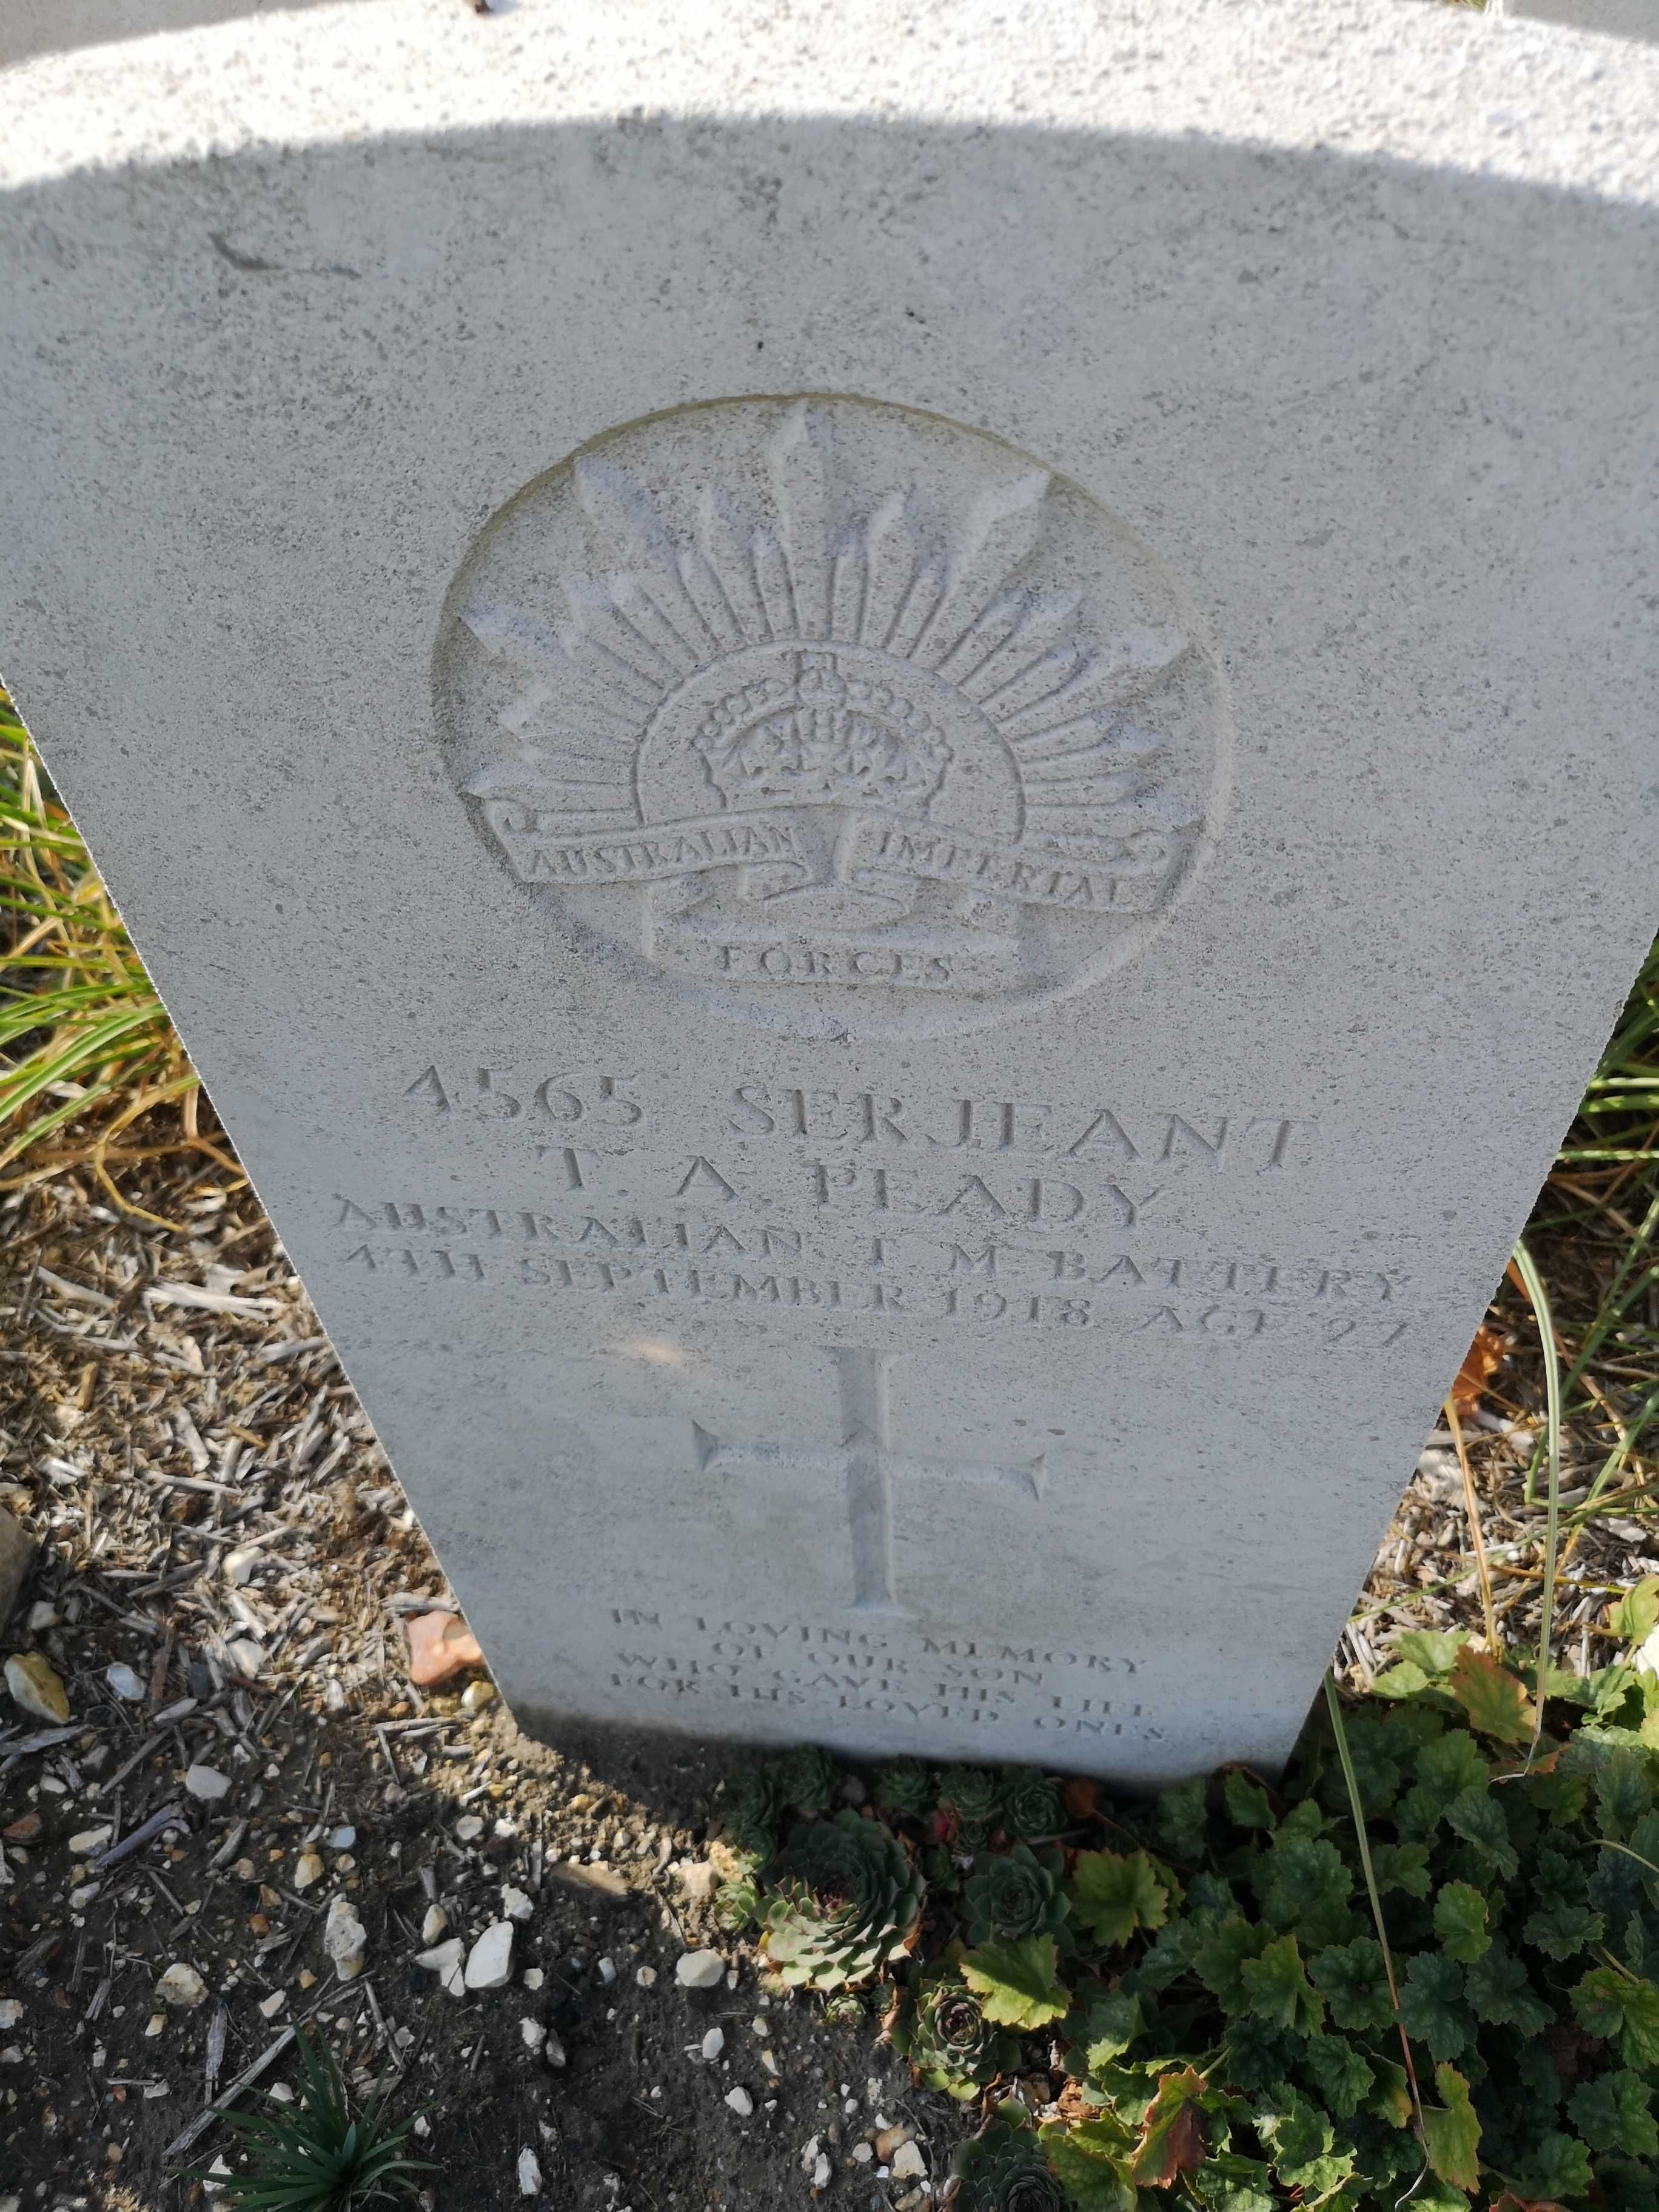 AUSTRALIAN IMPERIAL
FORCES
4565 SERJEANT
T. A. PEADY
AUSTRALIAN T M BATTERY
4TH SEPTEMBER 1918 AGE 27
IN LOVING MEMORY
OF OUR SON
WHO GAVE HIS LIFE
FOR HIS LOVED ONES